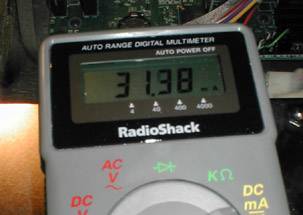 AUTO RANGE DIGITAL MULTIMETER
AUTO POWER OFF
31.98 mA
4 40 400 4000
RadioShack
AC
V
KΩ
DC
V
DC
mA